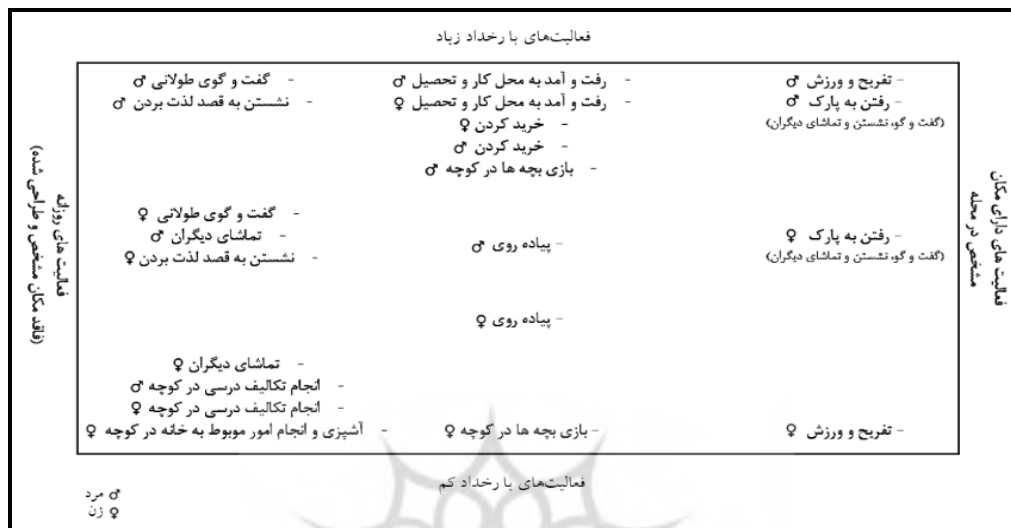 فعالیت‌های با رخداد زیاد
- تفریح و ورزش ♂
- رفتن به پارک ♂
(گفت و گو، نشستن و تماشای دیگران)
- رفت و آمد به محل کار و تحصیل ♂
- رفت و آمد به محل کار و تحصیل ♀
- خرید کردن ♀
- خرید کردن ♂
- بازی بچه ها در کوچه ♂
- گفت و گوی طولانی ♂
- نشستن به قصد لذت بردن ♂
فعالیت های دارای مکان
مشخص در محله
- رفتن به پارک ♀
(گفت و گو، نشستن و تماشای دیگران)
- پیاده روی ♂
- گفت و گوی طولانی ♀
- تماشای دیگران ♂
- نشستن به قصد لذت بردن ♀
فعالیت های روزانه
(فاقد مکان مشخص و طراحی شده)
- پیاده روی ♀
- تماشای دیگران ♀
- انجام تکالیف درسی در کوچه ♂
- انجام تکالیف درسی در کوچه ♀
- تفریح و ورزش ♀
- بازی بچه ها در کوچه ♀
- آشپزی و انجام امور موبوط به خانه در کوچه ♀
فعالیت‌های با رخداد کم
♂ مرد
♀ زن